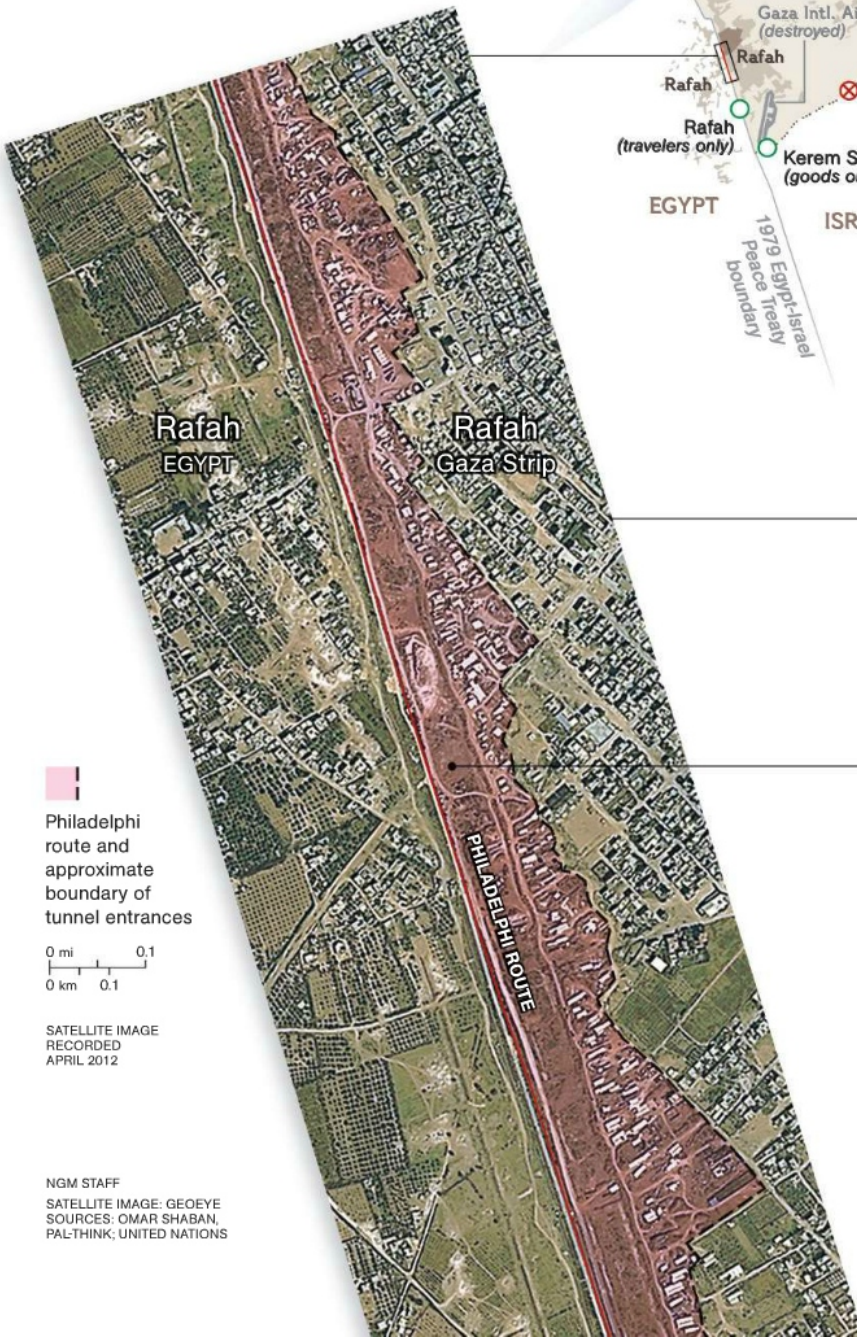 Gaza Intl. Ai
(destroyed)
Rafah
Rafah
Rafah
(travelers only)
Kerem S
(goods o
EGYPT
ISR
1979 Egypt-Israel
Peace Treaty
boundary
Rafah
EGYPT
Rafah
Gaza Strip
PHILADELPHI ROUTE
Philadelphi
route and
approximate
boundary of
tunnel entrances
0 mi 0.1
0 km 0.1
SATELLITE IMAGE
RECORDED
APRIL 2012
NGM STAFF
SATELLITE IMAGE: GEOEYE
SOURCES: OMAR SHABAN,
PAL-THINK; UNITED NATIONS